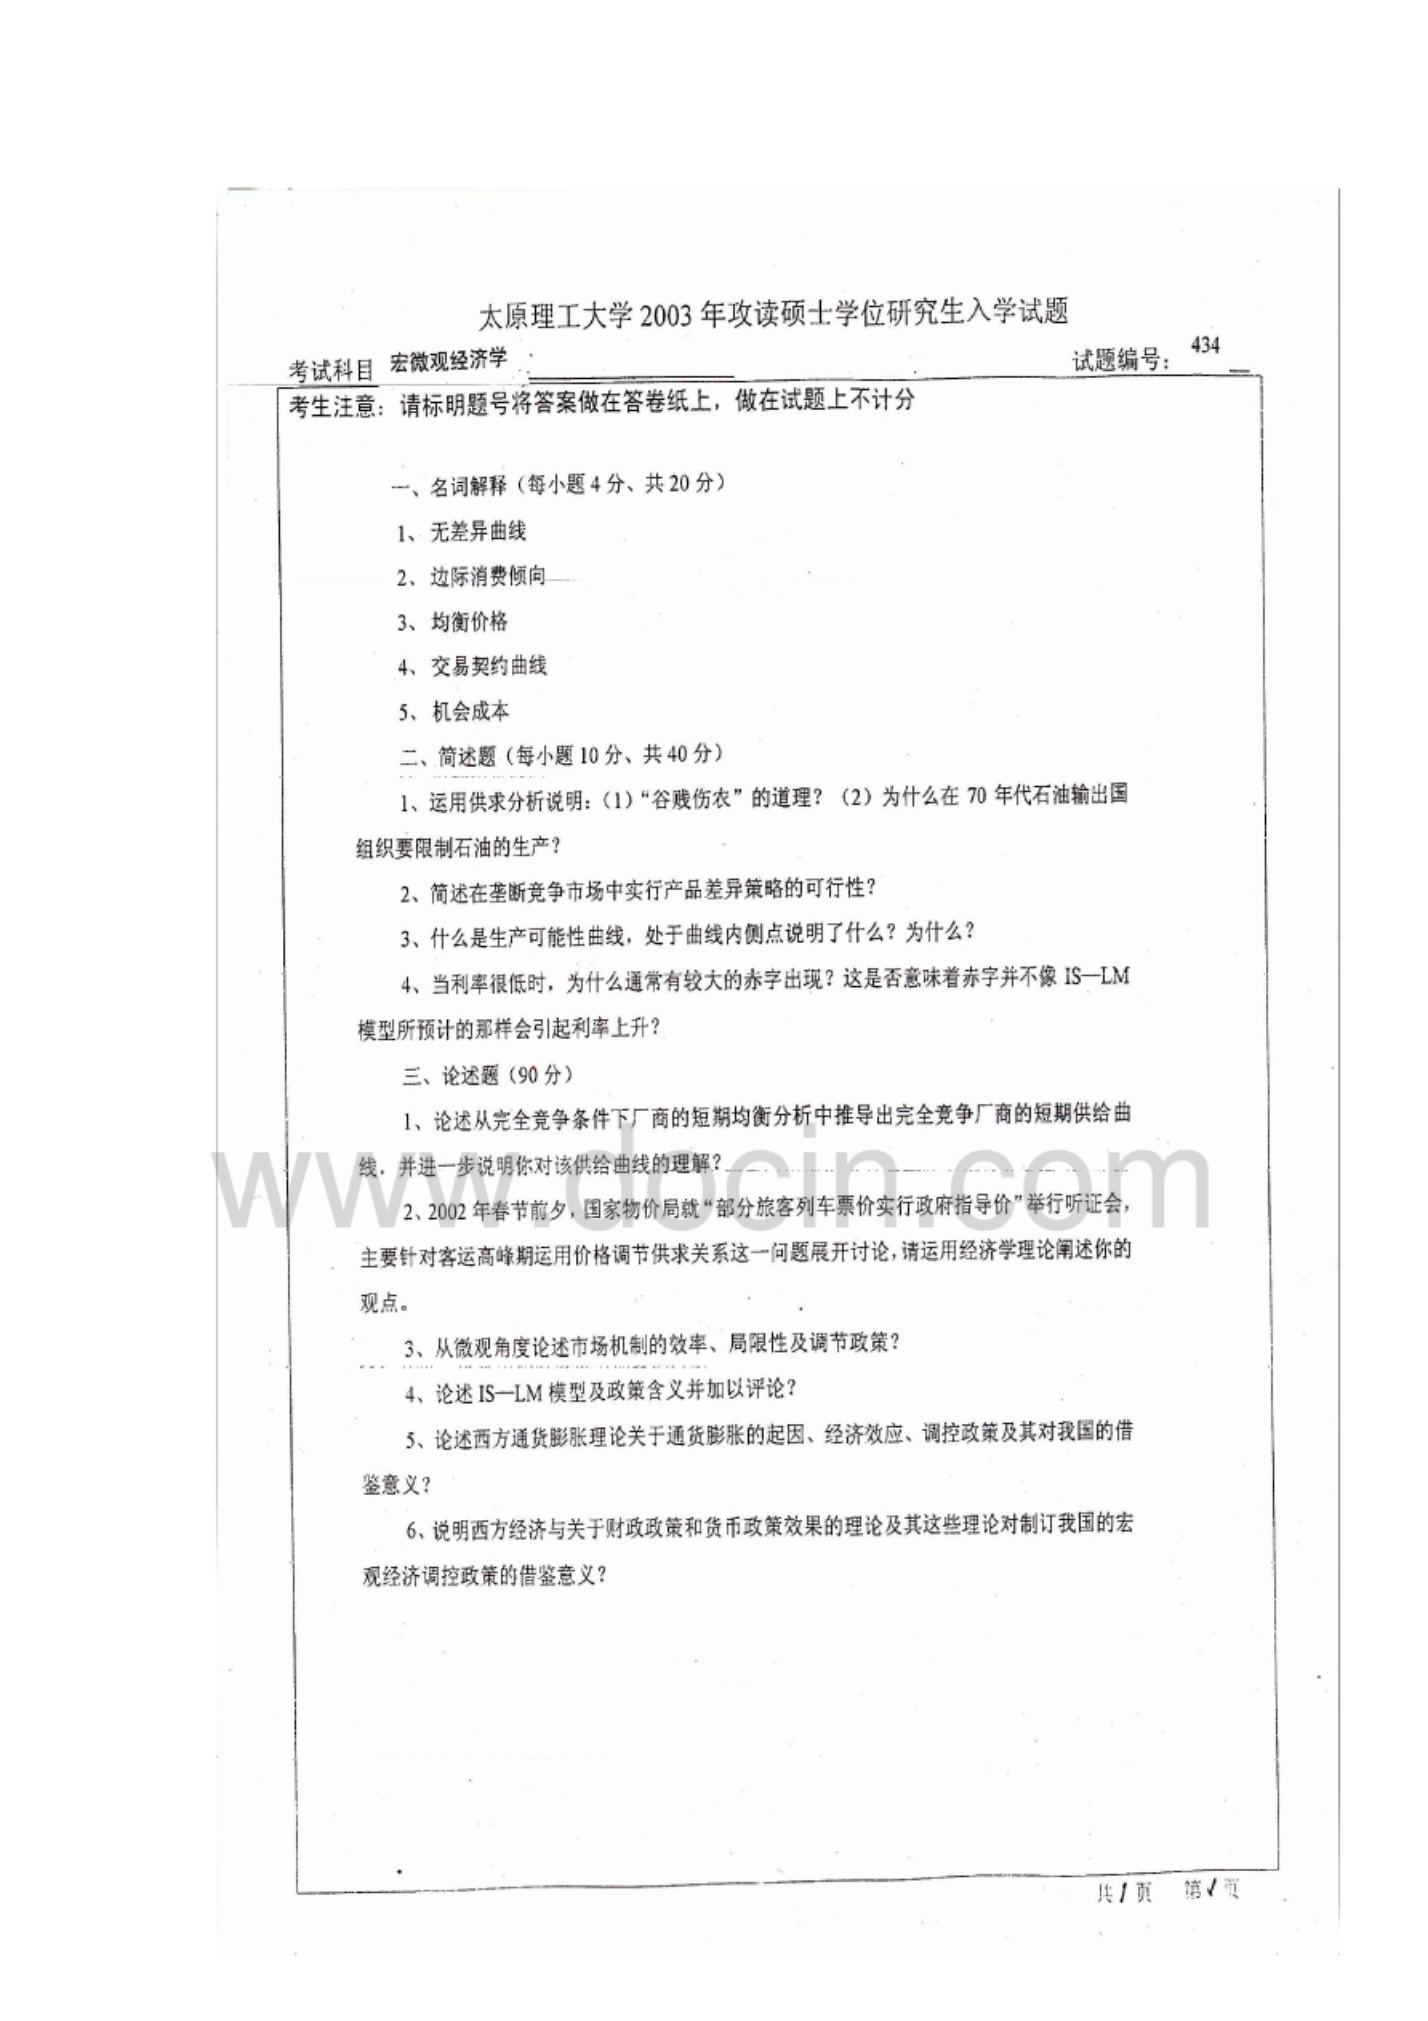 太原理工大学 2003 年攻读硕士学位研究生入学试题
考试科目 宏微观经济学 试题编号： 434
考生注意：请标明题号将答案做在答卷纸上，做在试题上不计分
一、名词解释（每小题 4 分、共 20 分）
1、无差异曲线
2、边际消费倾向
3、均衡价格
4、交易契约曲线
5、机会成本
二、简述题（每小题 10 分、共 40 分）
1、运用供求分析说明：（1）“谷贱伤农”的道理？（2）为什么在 70 年代石油输出国
组织要限制石油的生产？
2、简述在垄断竞争市场中实行产品差异策略的可行性？
3、什么是生产可能性曲线，处于曲线内侧点说明了什么？为什么？
4、当利率很低时，为什么通常有较大的赤字出现？这是否意味着赤字并不像 IS—LM
模型所预计的那样会引起利率上升？
三、论述题（90 分）
1、论述从完全竞争条件下厂商的短期均衡分析中推导出完全竞争厂商的短期供给曲
线，并进一步说明你对该供给曲线的理解？
www.docin.com
2、2002 年春节前夕，国家物价局就“部分旅客列车票价实行政府指导价”举行听证会，
主要针对客运高峰期运用价格调节供求关系这一问题展开讨论，请运用经济学理论阐述你的
观点。
3、从微观角度论述市场机制的效率、局限性及调节政策？
4、论述 IS—LM 模型及政策含义并加以评论？
5、论述西方通货膨胀理论关于通货膨胀的起因、经济效应、调控政策及其对我国的借
鉴意义？
6、说明西方经济与关于财政政策和货币政策效果的理论及其这些理论对制订我国的宏
观经济调控政策的借鉴意义？
共 1 页 第 1 页